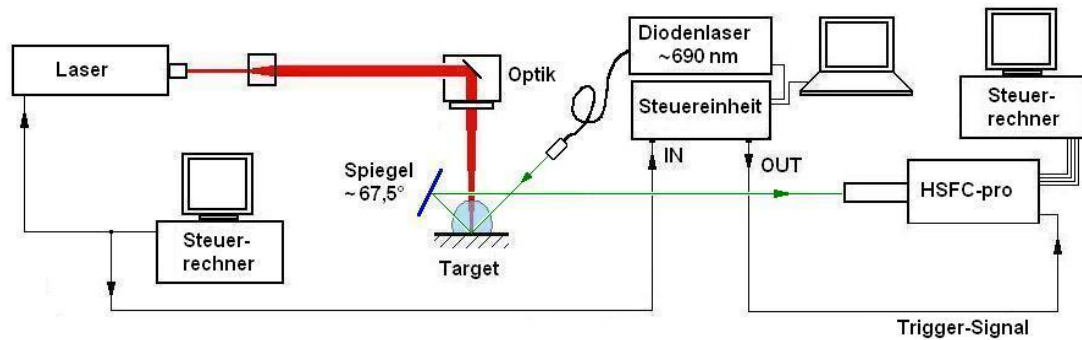 Laser
Optik
Diodenlaser
~690 nm
Steuereinheit
IN
OUT
Steuer-
rechner
HSFC-pro
Spiegel
~ 67,5°
Target
Steuer-
rechner
Trigger-Signal